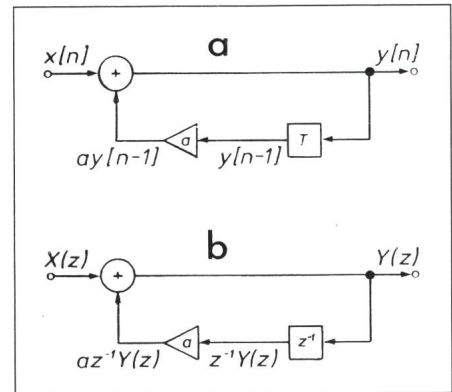 a
x[n] + y[n]
a T
ay[n-1] y[n-1]
b
X(z) + Y(z)
a z⁻¹
az⁻¹Y(z) z⁻¹Y(z)